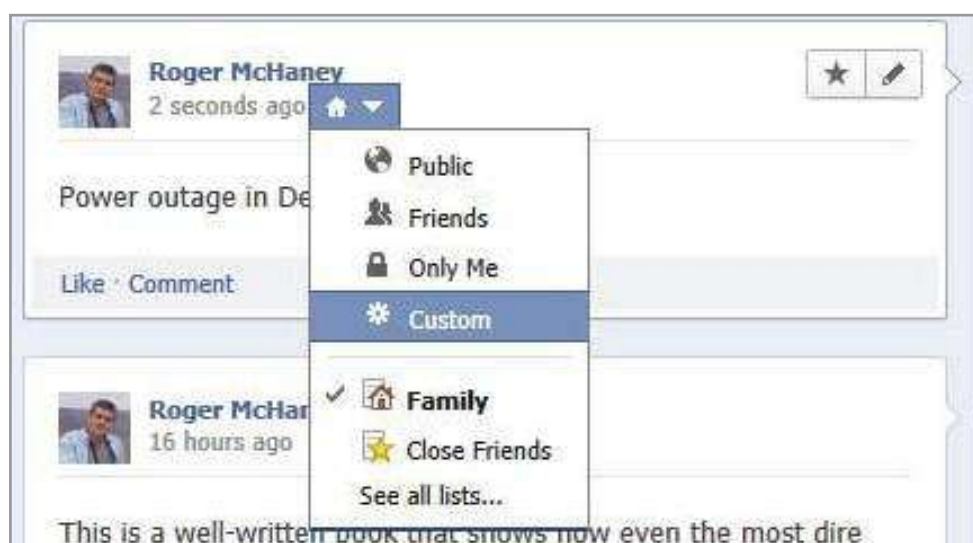 Roger McHaney
2 seconds ago
Public
Power outage in De
Friends
Only Me
Like · Comment
Custom
Family
Roger McHar
16 hours ago
Close Friends
See all lists...
This is a well-written book that shows how even the most dire